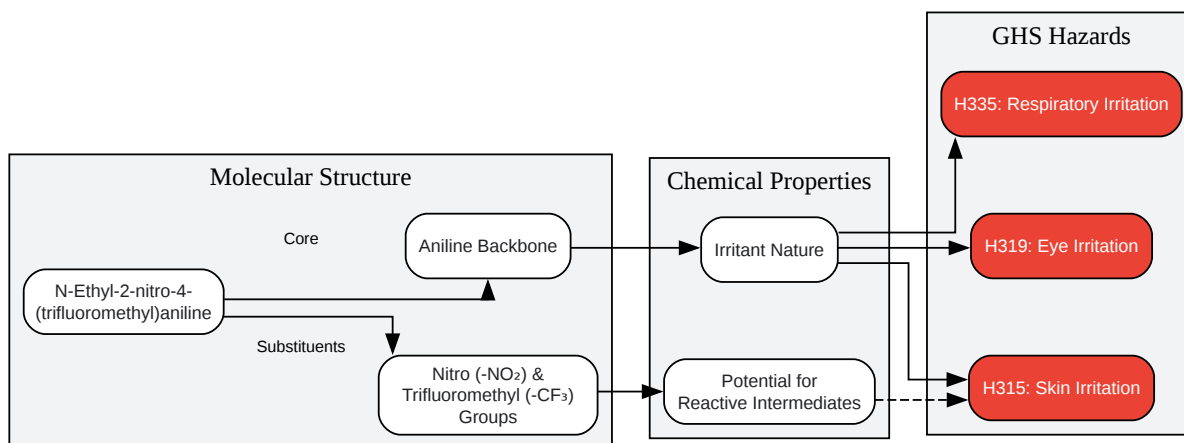 GHS Hazards
H335: Respiratory Irritation
Molecular Structure
Chemical Properties
Core
Aniline Backbone
Irritant Nature
H319: Eye Irritation
N-Ethyl-2-nitro-4-
(trifluoromethyl)aniline
Substituents
Nitro (-NO₂) &
Trifluoromethyl (-CF₃)
Groups
Potential for
Reactive Intermediates
H315: Skin Irritation